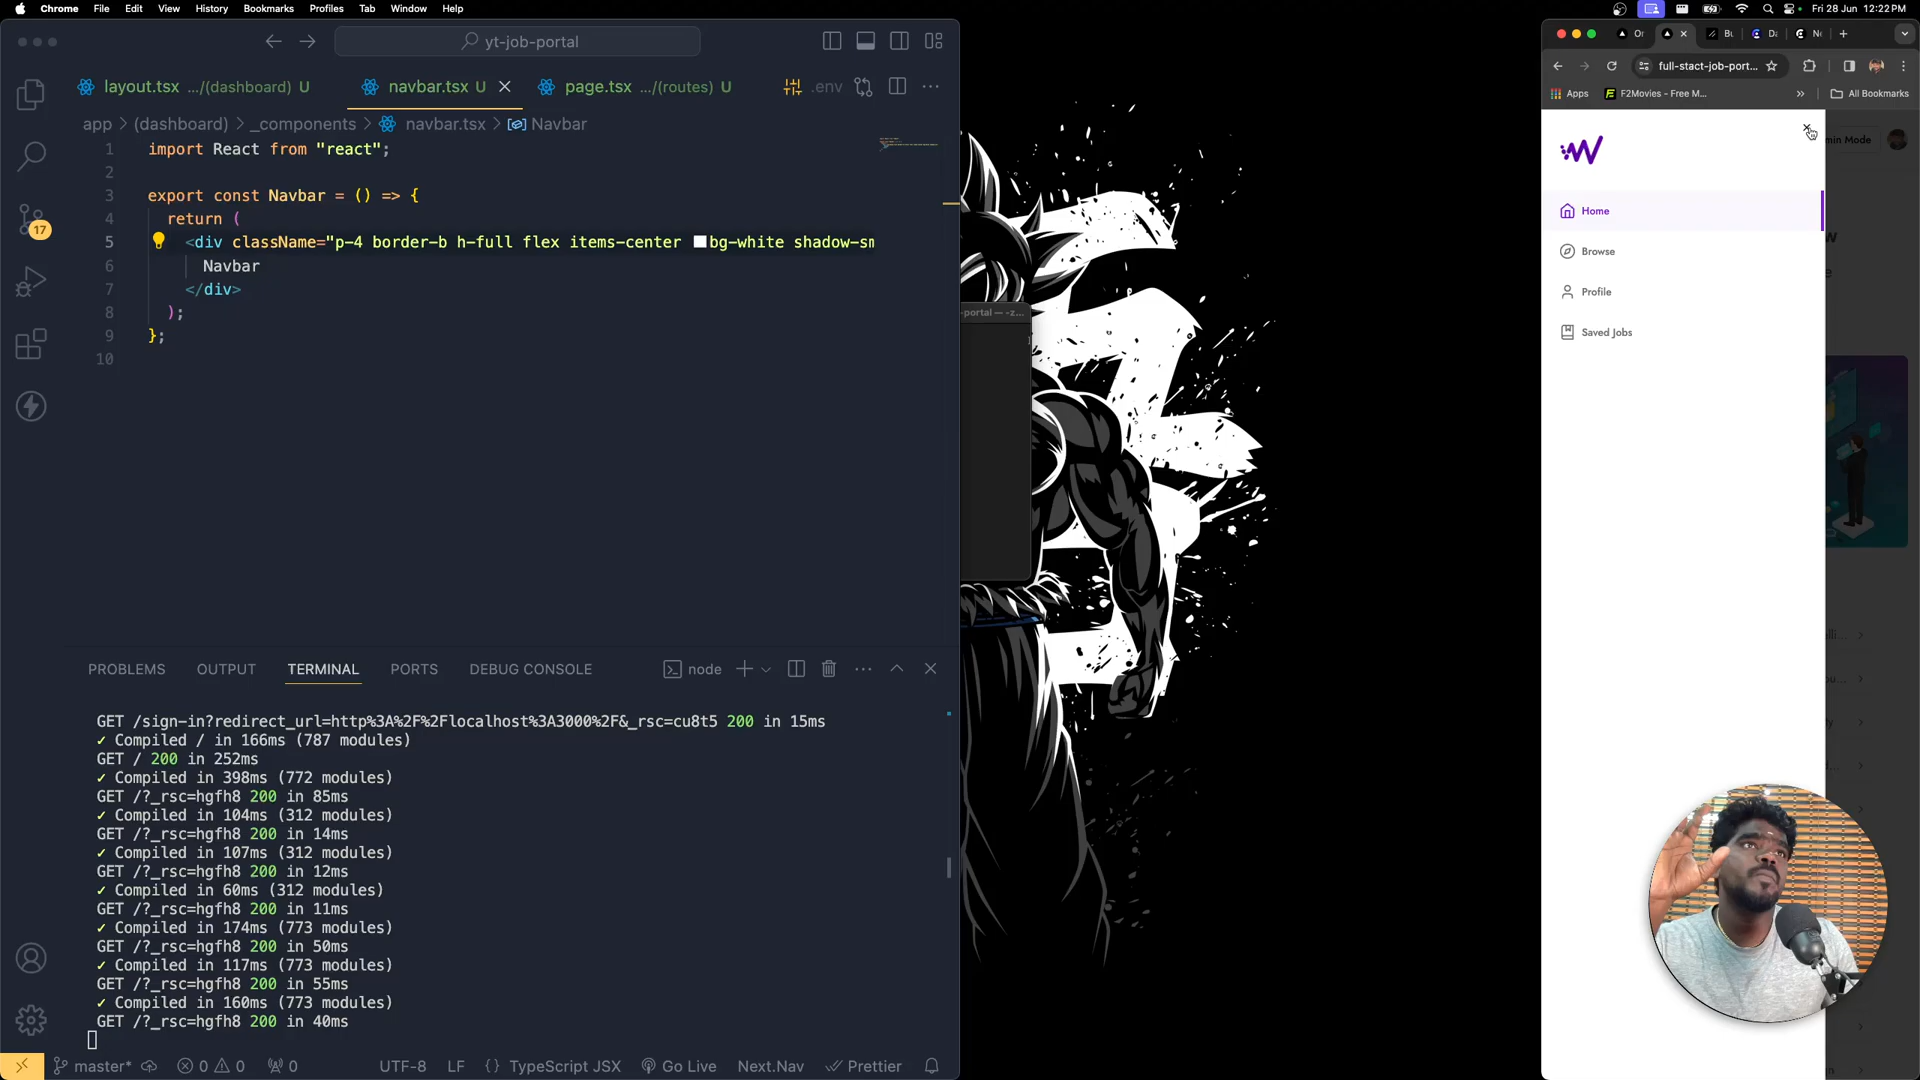 Chrome File Edit View History Bookmarks Profiles Tab Window Help
Fri 28 Jun 12:22 PM
yt-job-portal
layout.tsx .../(dashboard) U
navbar.tsx U
page.tsx .../(routes) U
.env
app > (dashboard) > _components > navbar.tsx > Navbar
1 import React from "react";
2
3 export const Navbar = () => {
4 return (
5 <div className="p-4 border-b h-full flex items-center bg-white shadow-sm
6 Navbar
7 </div>
8 );
9 };
10
17
PROBLEMS OUTPUT TERMINAL PORTS DEBUG CONSOLE
node
GET /sign-in?redirect_url=http%3A%2F%2Flocalhost%3A3000%2F&_rsc=cu8t5 200 in 15ms
✓ Compiled / in 166ms (787 modules)
GET / 200 in 252ms
✓ Compiled in 398ms (772 modules)
GET /?_rsc=hgfh8 200 in 85ms
✓ Compiled in 104ms (312 modules)
GET /?_rsc=hgfh8 200 in 14ms
✓ Compiled in 107ms (312 modules)
GET /?_rsc=hgfh8 200 in 12ms
✓ Compiled in 60ms (312 modules)
GET /?_rsc=hgfh8 200 in 11ms
✓ Compiled in 174ms (773 modules)
GET /?_rsc=hgfh8 200 in 50ms
✓ Compiled in 117ms (773 modules)
GET /?_rsc=hgfh8 200 in 55ms
✓ Compiled in 160ms (773 modules)
GET /?_rsc=hgfh8 200 in 40ms
master* 0 0 0 UTF-8 LF {} TypeScript JSX Go Live Next.Nav Prettier
-portal — -z...
full-stact-job-port...
Apps F2Movies - Free M... » All Bookmarks
min Mode
Home
Browse
Profile
Saved Jobs